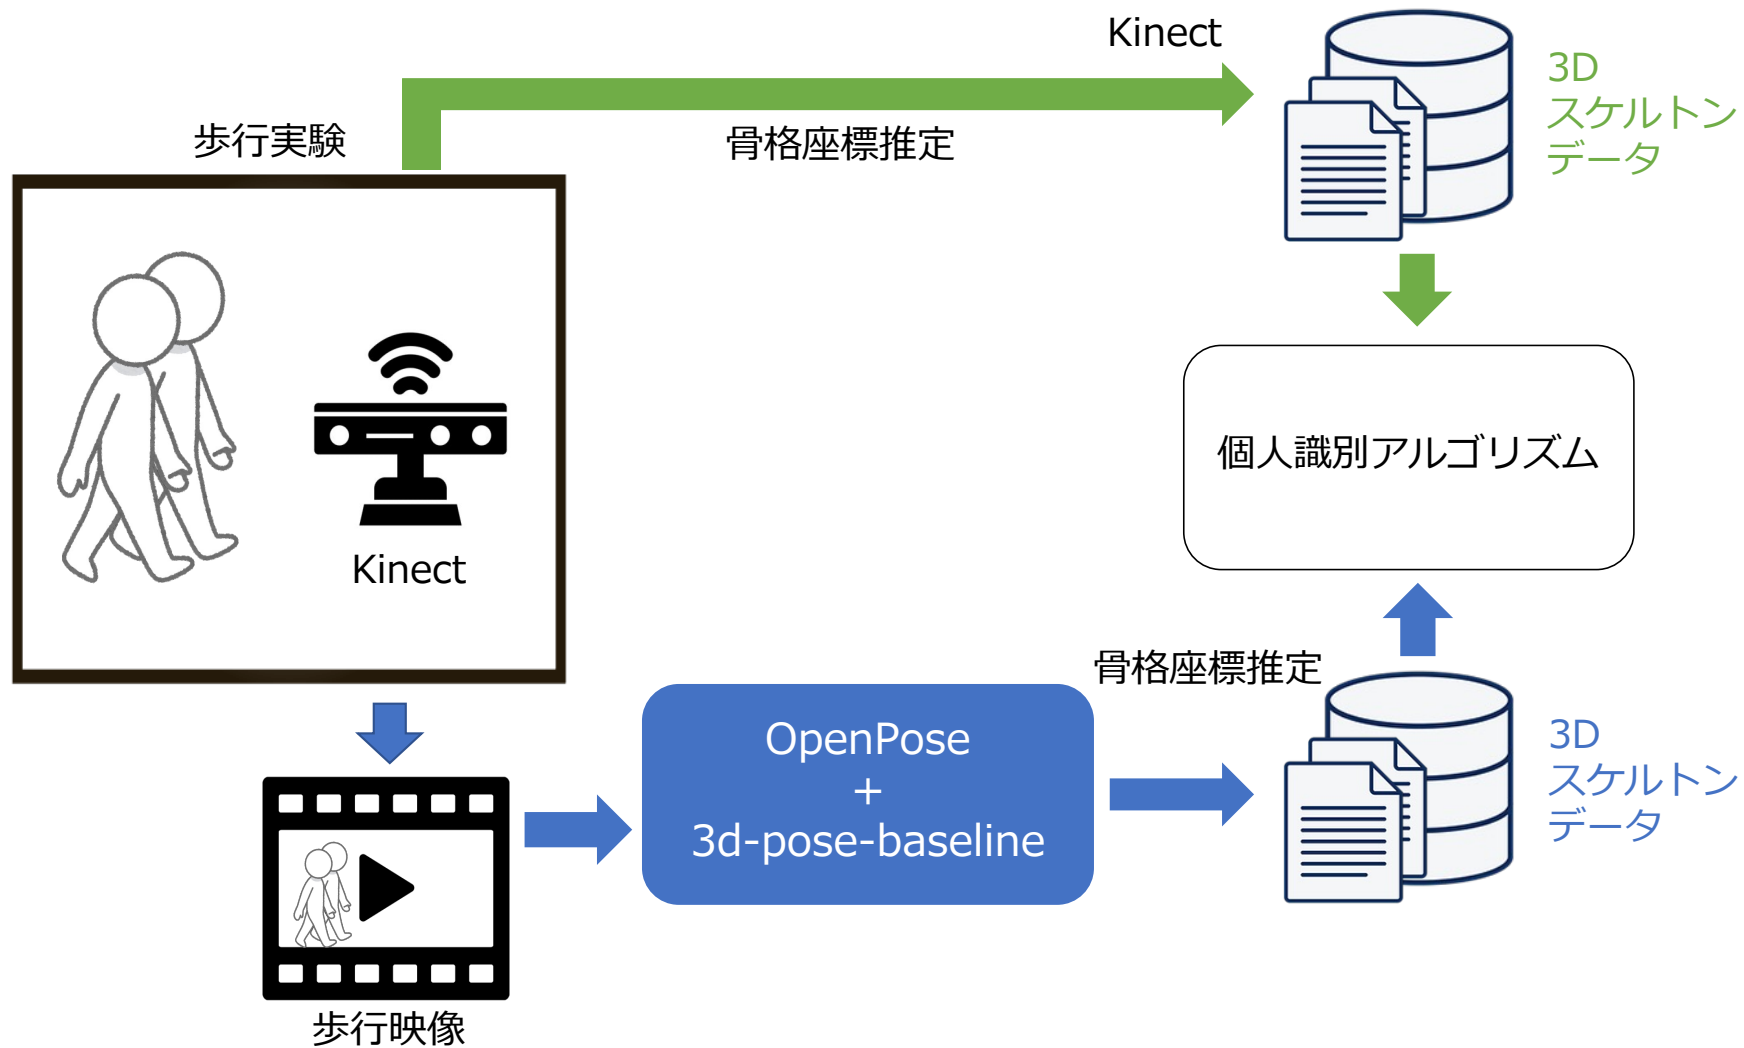 Kinect
3D
スケルトン
データ
歩行実験
骨格座標推定
Kinect
個人識別アルゴリズム
骨格座標推定
OpenPose
+
3d-pose-baseline
3D
スケルトン
データ
歩行映像